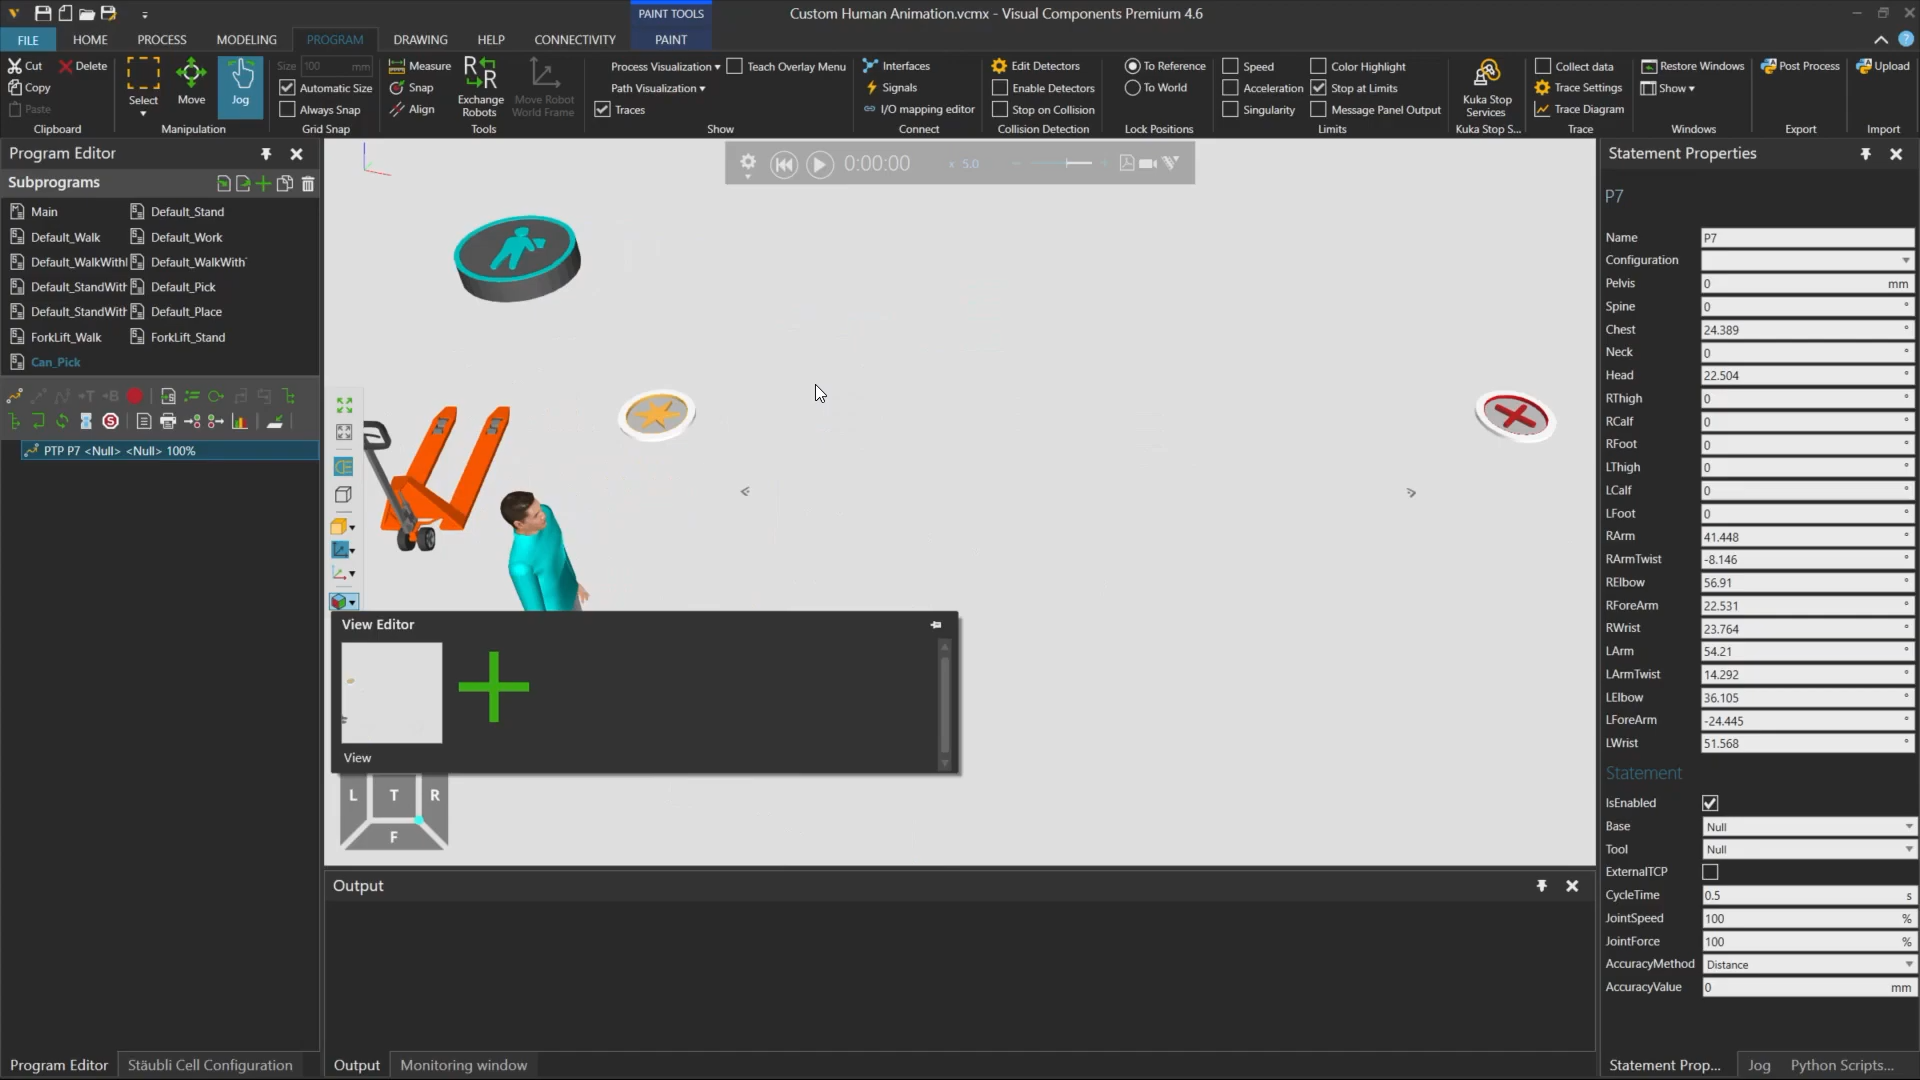 PAINT TOOLS
Custom Human Animation.vcmx - Visual Components Premium 4.6
FILE HOME PROCESS MODELING PROGRAM DRAWING HELP CONNECTIVITY PAINT
Cut Delete
Copy
Paste
Clipboard
Select Move Jog
Manipulation
Size 100 mm
Automatic Size
Always Snap
Grid Snap
Measure
Snap
Align
Exchange Robots
Move Robot World Frame
Tools
Process Visualization Teach Overlay Menu
Path Visualization
Traces
Show
Interfaces
Signals
I/O mapping editor
Connect
Edit Detectors
Enable Detectors
Stop on Collision
Collision Detection
To Reference
To World
Lock Positions
Speed Color Highlight
Acceleration Stop at Limits
Singularity Message Panel Output
Limits
Kuka Stop Services
Kuka Stop S...
Collect data
Trace Settings
Trace Diagram
Trace
Restore Windows
Show
Windows
Post Process
Export
Upload
Import
Program Editor
Subprograms
Main Default_Stand
Default_Walk Default_Work
Default_WalkWithI Default_WalkWith
Default_StandWith Default_Pick
Default_StandWith Default_Place
ForkLift_Walk ForkLift_Stand
Can_Pick
PTP P7 <Null> <Null> 100%
0:00:00 x 5.0
View Editor
View
L T R
F
Output
Statement Properties
P7
Name P7
Configuration
Pelvis 0 mm
Spine 0 °
Chest 24.389 °
Neck 0 °
Head 22.504 °
RThigh 0 °
RCalf 0 °
RFoot 0 °
LThigh 0 °
LCalf 0 °
LFoot 0 °
RArm 41.448 °
RArmTwist -8.146 °
RElbow 56.91 °
RForeArm 22.531 °
RWrist 23.764 °
LArm 54.21 °
LArmTwist 14.292 °
LElbow 36.105 °
LForeArm -24.445 °
LWrist 51.568 °
Statement
IsEnabled
Base Null
Tool Null
ExternalTCP
CycleTime 0.5 s
JointSpeed 100 %
JointForce 100 %
AccuracyMethod Distance
AccuracyValue 0 mm
Program Editor Stäubli Cell Configuration
Output Monitoring window
Statement Prop... Jog Python Scripts...